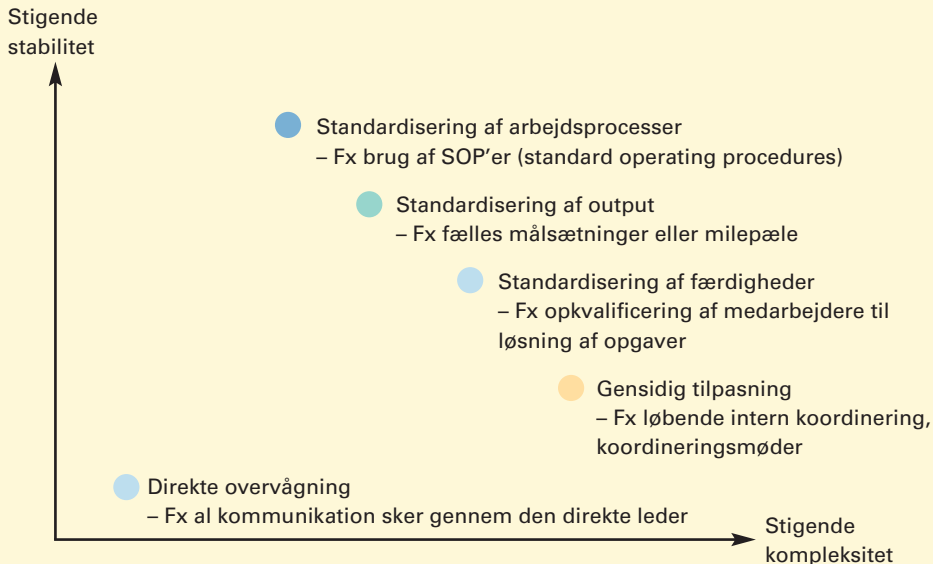 Stigende
stabilitet
Standardisering af arbejdsprocesser
– Fx brug af SOP’er (standard operating procedures)
Standardisering af output
– Fx fælles målsætninger eller milepæle
Standardisering af færdigheder
– Fx opkvalificering af medarbejdere til
løsning af opgaver
Gensidig tilpasning
– Fx løbende intern koordinering,
koordineringsmøder
Direkte overvågning
– Fx al kommunikation sker gennem den direkte leder
Stigende
kompleksitet